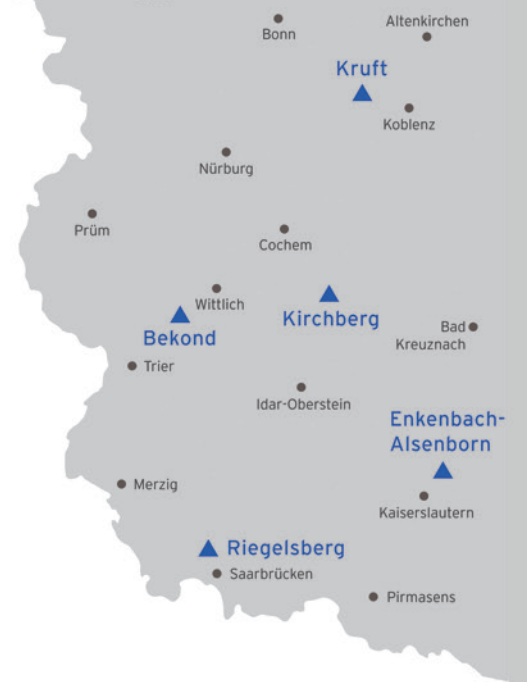 Altenkirchen
Bonn
Kruft
Koblenz
Nürburg
Prüm
Cochem
Wittlich
Kirchberg
Bekond
Bad
Kreuznach
Trier
Idar-Oberstein
Enkenbach-
Alsenborn
Merzig
Kaiserslautern
Riegelsberg
Saarbrücken
Pirmasens